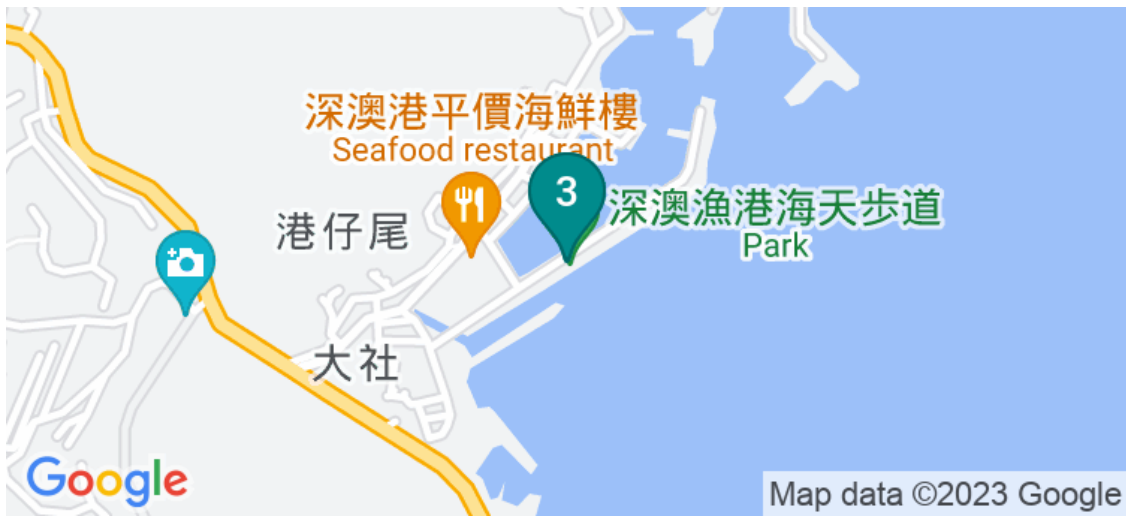 深澳港平價海鮮樓
Seafood restaurant
3
深澳漁港海天步道
Park
港仔尾
大社
Google
Map data ©2023 Google